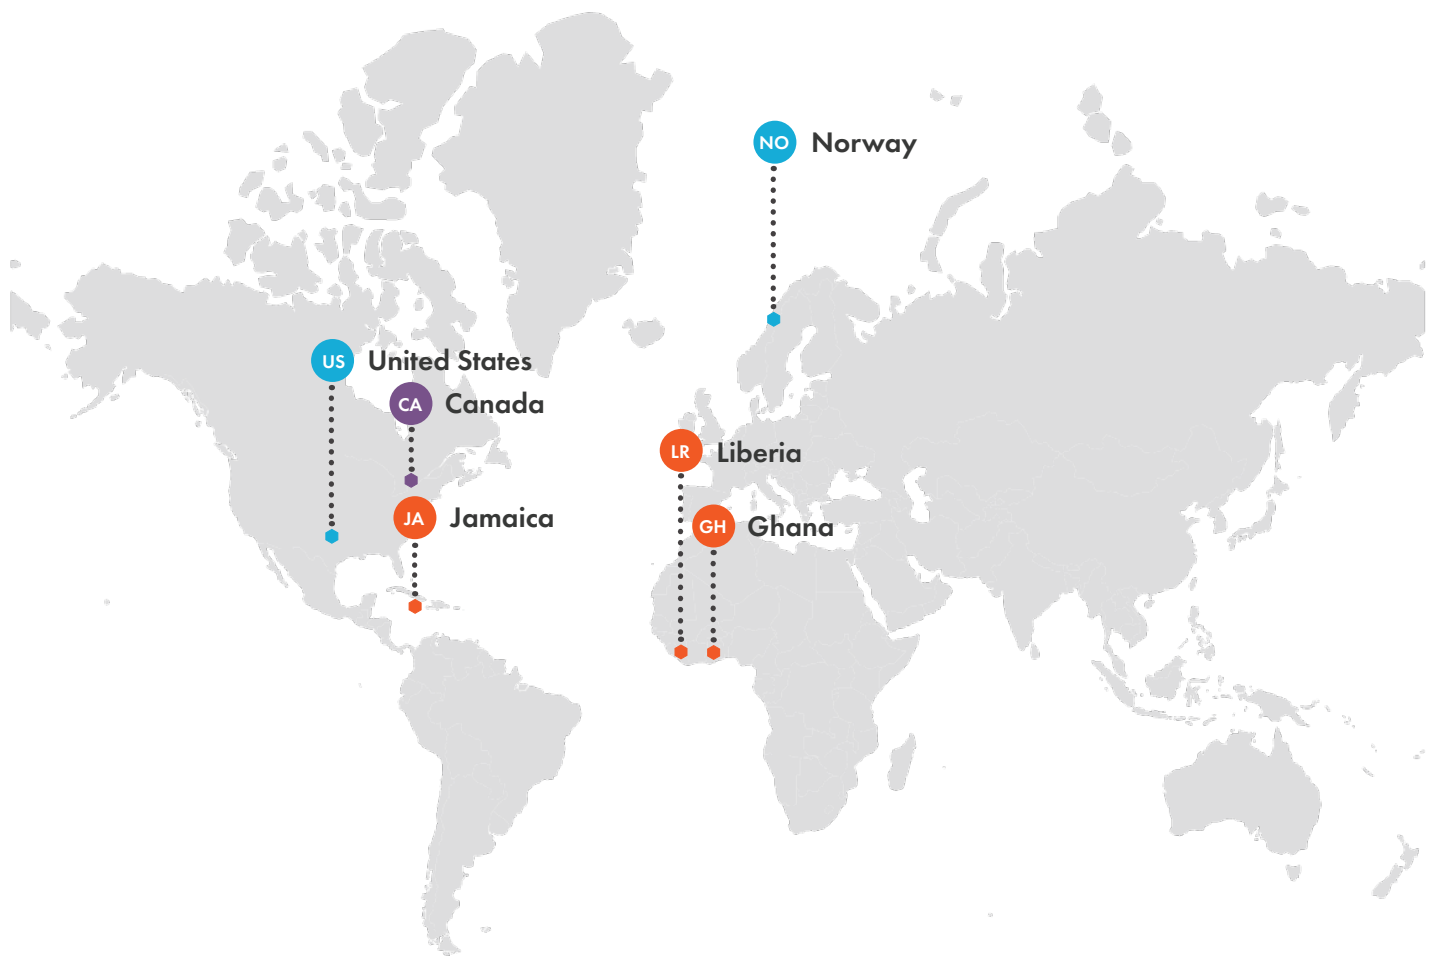 NO Norway
US United States
CA Canada
LR Liberia
JA Jamaica
GH Ghana